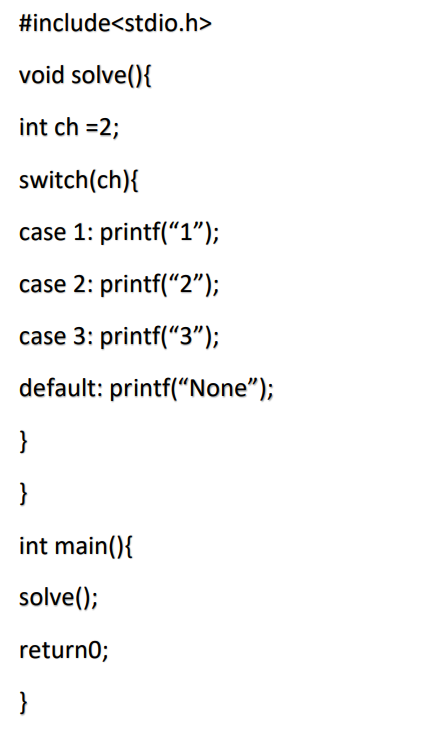 #include<stdio.h>
void solve(){
int ch =2;
switch(ch){
case 1: printf(“1”);
case 2: printf(“2”);
case 3: printf(“3”);
default: printf(“None”);
}
}
int main(){
solve();
return0;
}